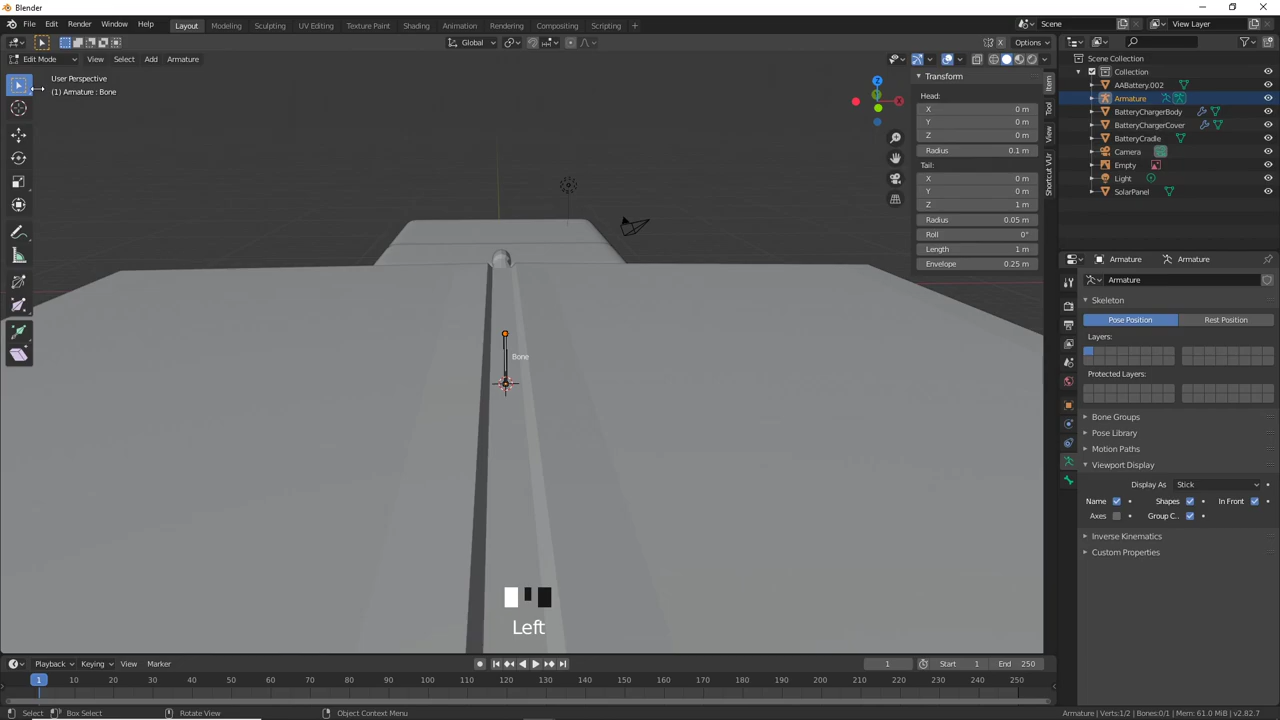 Blender
File Edit Render Window Help Layout Modeling Sculpting UV Editing Texture Paint Shading Animation Rendering Compositing Scripting + Scene View Layer
Global Options
Edit Mode View Select Add Armature
User Perspective
(1) Armature : Bone
Transform
Head:
X 0 m
Y 0 m
Z 0 m
Radius 0.1 m
Tail:
X 0 m
Y 0 m
Z 1 m
Radius 0.05 m
Roll 0°
Length 1 m
Envelope 0.25 m
Item
Tool
View
Shortcut VUr
Z
Y
X
Bone
Left
Scene Collection
Collection
AABattery.002
Armature
BatteryChargerBody
BatteryChargerCover
BatteryCradle
Camera
Empty
Light
SolarPanel
Armature Armature
Armature
Skeleton
Pose Position Rest Position
Layers:
Protected Layers:
Bone Groups
Pose Library
Motion Paths
Viewport Display
Display As Stick
Name Shapes In Front
Axes Group C..
Inverse Kinematics
Custom Properties
Playback Keying View Marker 1 Start 1 End 250
1 10 20 30 40 50 60 70 80 90 100 110 120 130 140 150 160 170 180 190 200 210 220 230 240 250
Select Box Select Rotate View Object Context Menu Armature | Verts:1/2 | Bones:0/1 | Mem: 61.0 MiB | v2.82.7